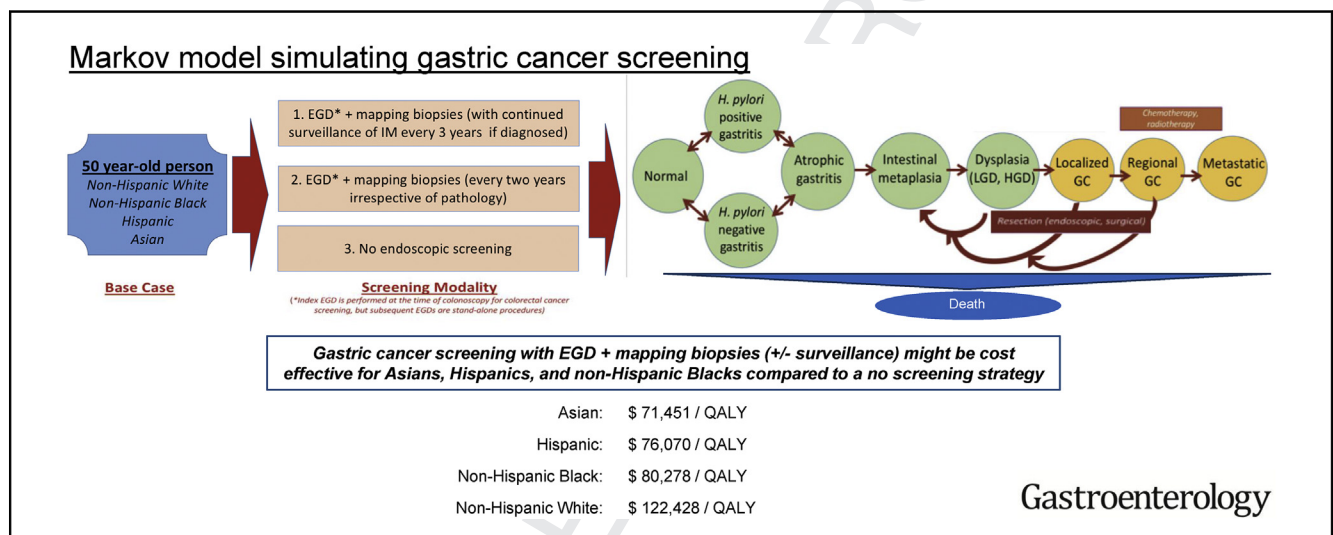 Markov model simulating gastric cancer screening
50 year-old person
Non-Hispanic White
Non-Hispanic Black
Hispanic
Asian
Base Case
1. EGD* + mapping biopsies (with continued
surveillance of IM every 3 years if diagnosed)
2. EGD* + mapping biopsies (every two years
irrespective of pathology)
3. No endoscopic screening
Screening Modality
(*Index EGD is performed at the time of colonoscopy for colorectal cancer
screening, but subsequent EGDs are stand-alone procedures)
Normal
H. pylori
positive
gastritis
H. pylori
negative
gastritis
Atrophic
gastritis
Intestinal
metaplasia
Dysplasia
(LGD, HGD)
Localized
GC
Regional
GC
Metastatic
GC
Chemotherapy,
radiotherapy
Resection (endoscopic, surgical)
Death
Gastric cancer screening with EGD + mapping biopsies (+/- surveillance) might be cost
effective for Asians, Hispanics, and non-Hispanic Blacks compared to a no screening strategy
Asian: $ 71,451 / QALY
Hispanic: $ 76,070 / QALY
Non-Hispanic Black: $ 80,278 / QALY
Non-Hispanic White: $ 122,428 / QALY
Gastroenterology